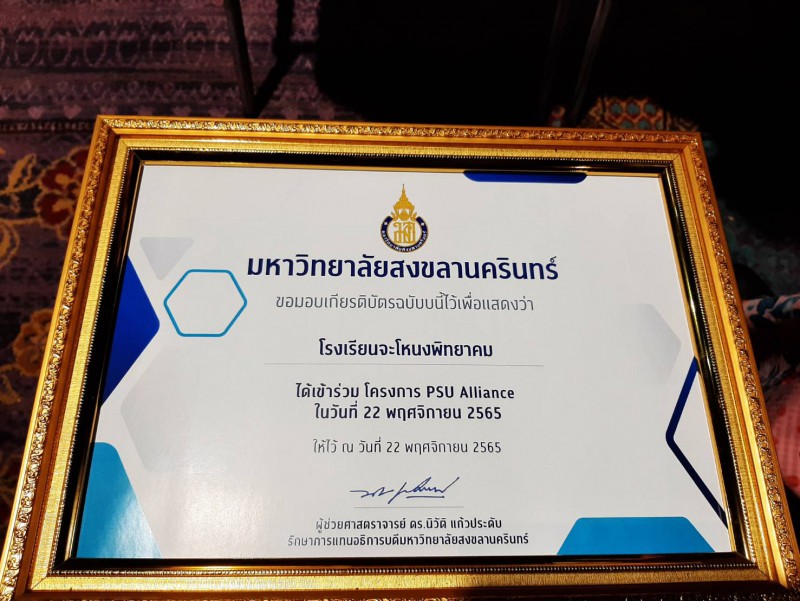 มหาวิทยาลัยสงขลานครินทร์
ขอมอบเกียรติบัตรฉบับบนี้ไว้เพื่อแสดงว่า
โรงเรียนจะโหนงพิทยาคม
ได้เข้าร่วม โครงการ PSU Alliance
ในวันที่ 22 พฤศจิกายน 2565
ให้ไว้ ณ วันที่ 22 พฤศจิกายน 2565
ผู้ช่วยศาสตราจารย์ ดร.นิวัติ แก้วประดับ
รักษาการแทนอธิการบดีมหาวิทยาลัยสงขลานครินทร์